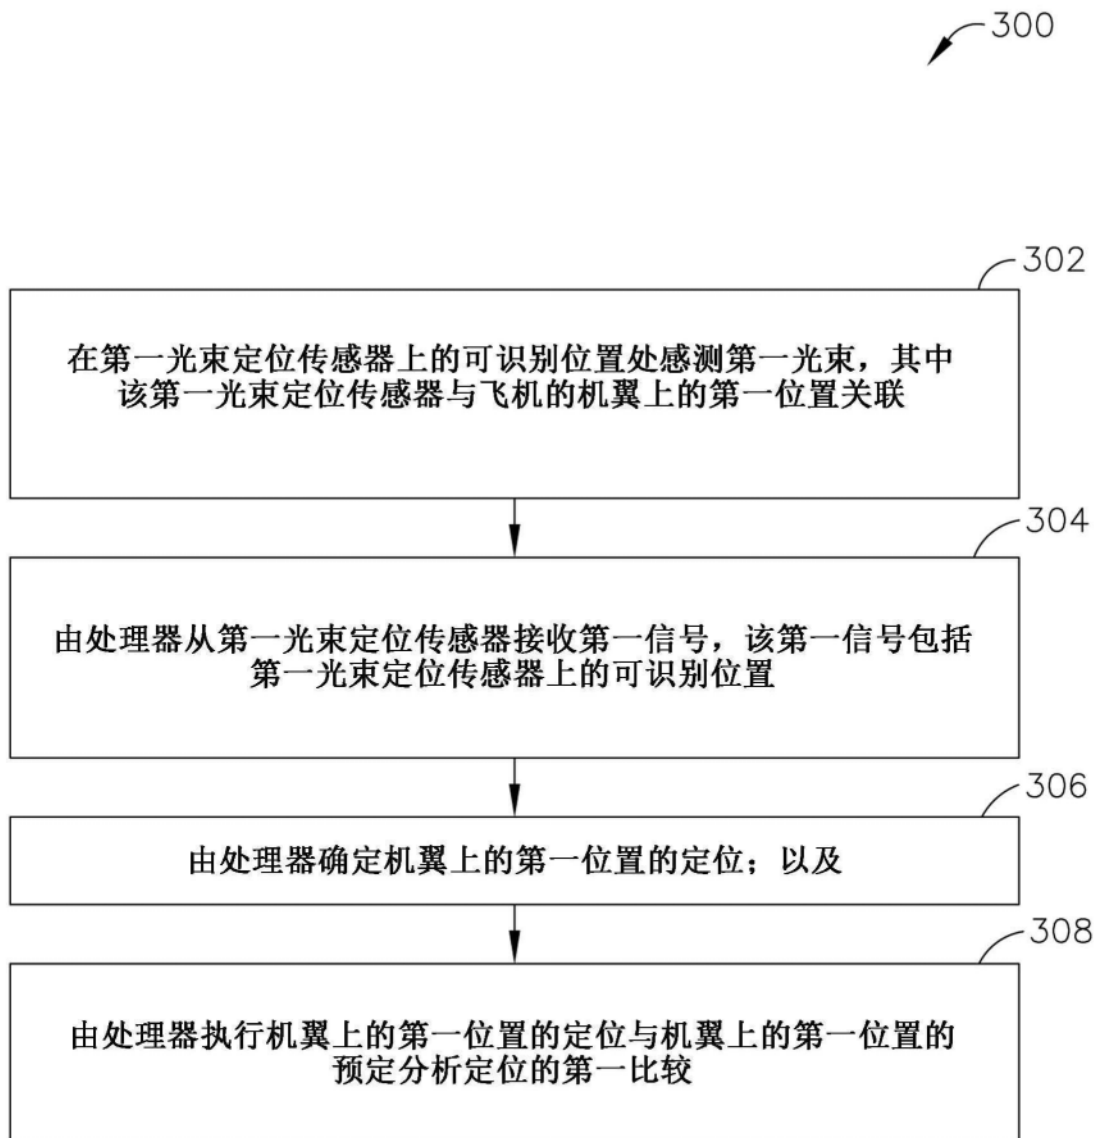 300
302
在第一光束定位传感器上的可识别位置处感测第一光束，其中
该第一光束定位传感器与飞机的机翼上的第一位置关联
304
由处理器从第一光束定位传感器接收第一信号，该第一信号包括
第一光束定位传感器上的可识别位置
306
由处理器确定机翼上的第一位置的定位；以及
308
由处理器执行机翼上的第一位置的定位与机翼上的第一位置的
预定分析定位的第一比较